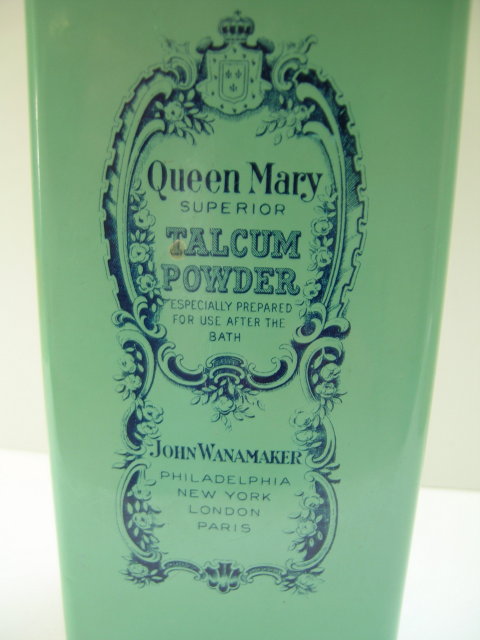 Queen Mary
SUPERIOR
TALCUM
POWDER
ESPECIALLY PREPARED
FOR USE AFTER THE
BATH
JOHN WANAMAKER
PHILADELPHIA
NEW YORK
LONDON
PARIS